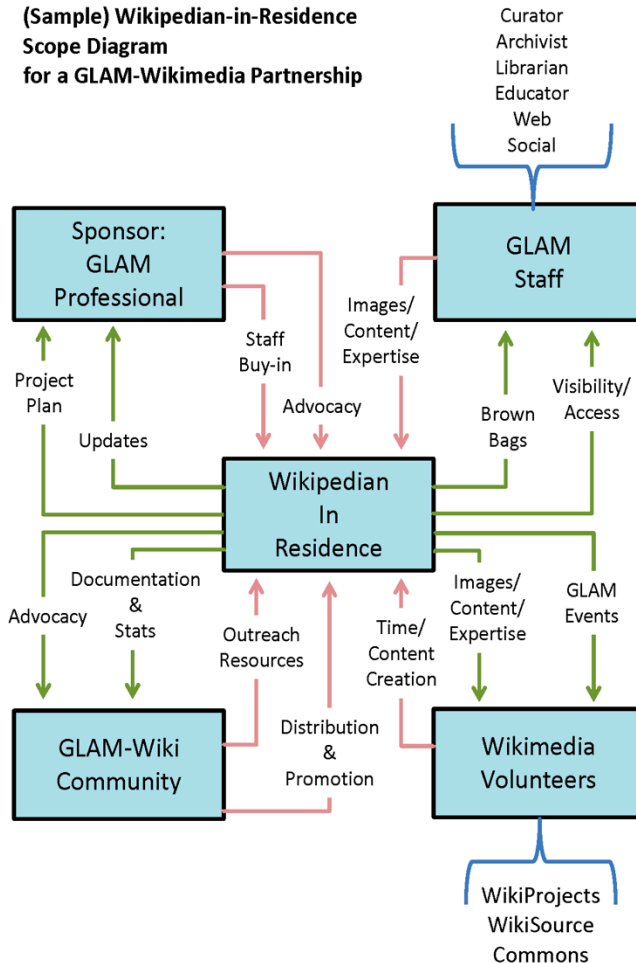 (Sample) Wikipedian-in-Residence
Scope Diagram
for a GLAM-Wikimedia Partnership
Curator
Archivist
Librarian
Educator
Web
Social
Sponsor:
GLAM
Professional
GLAM
Staff
Images/
Content/
Expertise
Staff
Buy-in
Project
Plan
Visibility/
Access
Advocacy
Brown
Bags
Updates
Wikipedian
In
Residence
Documentation
&
Stats
Advocacy
Images/
Content/
Expertise
GLAM
Events
Outreach
Resources
Time/
Content
Creation
Distribution
&
Promotion
GLAM-Wiki
Community
Wikimedia
Volunteers
WikiProjects
WikiSource
Commons